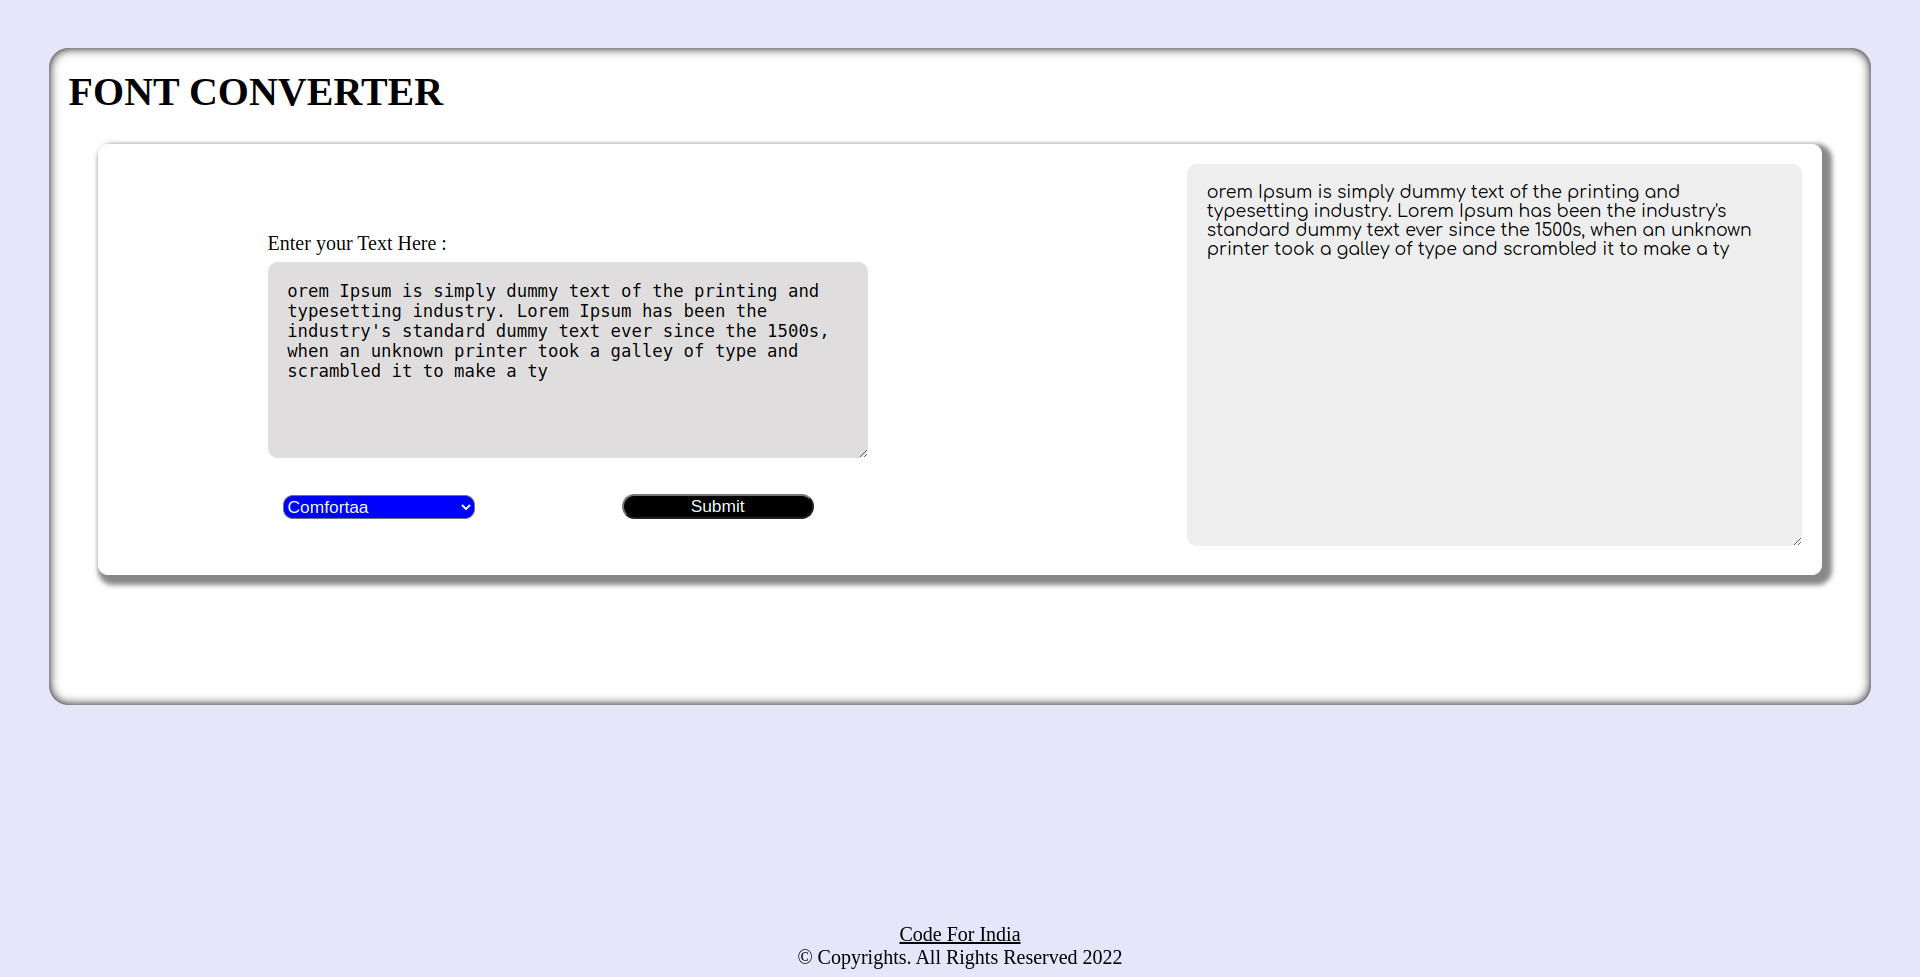 FONT CONVERTER
Enter your Text Here :
orem Ipsum is simply dummy text of the printing and
typesetting industry. Lorem Ipsum has been the
industry's standard dummy text ever since the 1500s,
when an unknown printer took a galley of type and
scrambled it to make a ty
Comfortaa
Submit
orem Ipsum is simply dummy text of the printing and
typesetting industry. Lorem Ipsum has been the industry's
standard dummy text ever since the 1500s, when an unknown
printer took a galley of type and scrambled it to make a ty
Code For India
© Copyrights. All Rights Reserved 2022